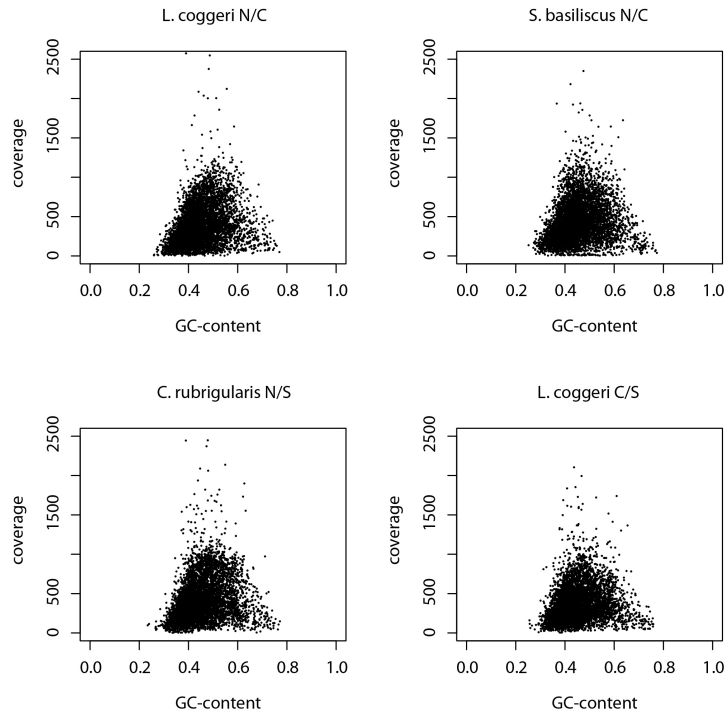 L. coggeri N/C
S. basiliscus N/C
2500
1500
500
0
coverage
0.0 0.2 0.4 0.6 0.8 1.0
GC-content
2500
1500
500
0
coverage
0.0 0.2 0.4 0.6 0.8 1.0
GC-content
C. rubrigularis N/S
L. coggeri C/S
2500
1500
500
0
coverage
0.0 0.2 0.4 0.6 0.8 1.0
GC-content
2500
1500
500
0
coverage
0.0 0.2 0.4 0.6 0.8 1.0
GC-content